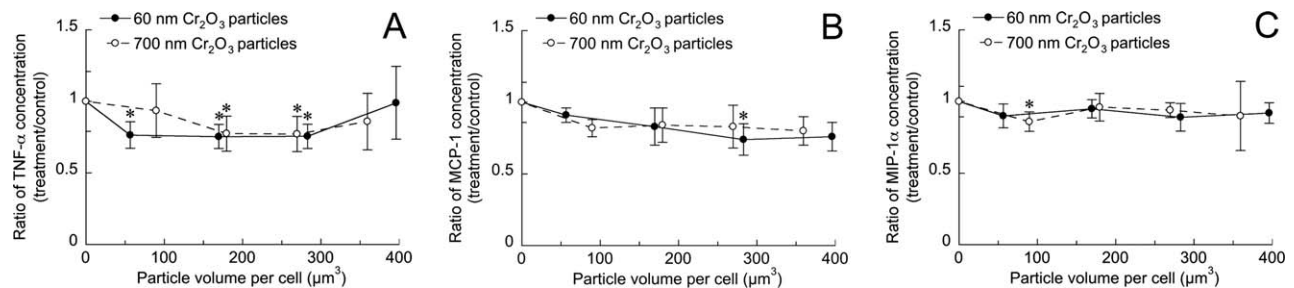 A
60 nm Cr₂O₃ particles
700 nm Cr₂O₃ particles
Ratio of TNF-α concentration
(treatment/control)
1.5
1
0.5
0
* * * * *
0 100 200 300 400
Particle volume per cell (µm³)
B
60 nm Cr₂O₃ particles
700 nm Cr₂O₃ particles
Ratio of MCP-1 concentration
(treatment/control)
1.5
1
0.5
0
*
0 100 200 300 400
Particle volume per cell (µm³)
C
60 nm Cr₂O₃ particles
700 nm Cr₂O₃ particles
Ratio of MIP-1α concentration
(treatment/control)
1.5
1
0.5
0
*
0 100 200 300 400
Particle volume per cell (µm³)